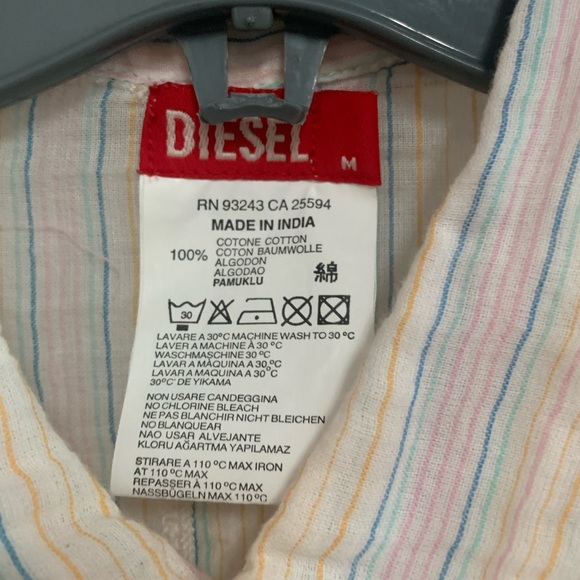 DIESEL
M
RN 93243 CA 25594
MADE IN INDIA
100% COTONE COTTON
COTON BAUMWOLLE
ALGODON
ALGODAO
PAMUKLU
綿
30
LAVARE A 30°C MACHINE WASH TO 30 °C
LAVER A MACHINE À 30 °C
WASCHMASCHINE 30 °C
LAVAR A MAQUINA A 30°C
LAVAR A MÁQUINA A 30 °C
30°C' DE YIKAMA
NON USARE CANDEGGINA
NO CHLORINE BLEACH
NE PAS BLANCHIR NICHT BLEICHEN
NO BLANQUEAR
NAO USAR ALVEJANTE
KLORU AĞARTMA YAPILAMAZ
STIRARE A 110 °C MAX IRON
AT 110 °C MAX
REPASSER À 110 °C MAX
NASSBÜGELN MAX 110 °C